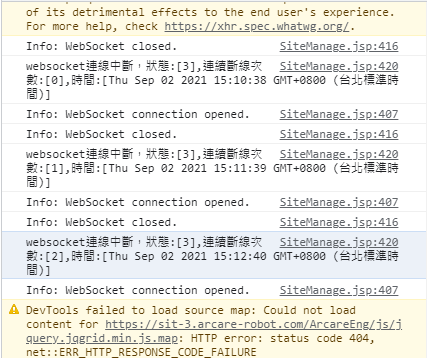 of its detrimental effects to the end user's experience.
For more help, check https://xhr.spec.whatwg.org/.
Info: WebSocket closed. SiteManage.jsp:416
websocket連線中斷，狀態:[3],連續斷線次 SiteManage.jsp:420
數:[0],時間:[Thu Sep 02 2021 15:10:38 GMT+0800 (台北標準時
間)]
Info: WebSocket connection opened. SiteManage.jsp:407
Info: WebSocket closed. SiteManage.jsp:416
websocket連線中斷，狀態:[3],連續斷線次 SiteManage.jsp:420
數:[1],時間:[Thu Sep 02 2021 15:11:39 GMT+0800 (台北標準時
間)]
Info: WebSocket connection opened. SiteManage.jsp:407
Info: WebSocket closed. SiteManage.jsp:416
websocket連線中斷，狀態:[3],連續斷線次 SiteManage.jsp:420
數:[2],時間:[Thu Sep 02 2021 15:12:40 GMT+0800 (台北標準時
間)]
Info: WebSocket connection opened. SiteManage.jsp:407
DevTools failed to load source map: Could not load
content for https://sit-3.arcare-robot.com/ArcareEng/js/j
query.jqgrid.min.js.map: HTTP error: status code 404,
net::ERR_HTTP_RESPONSE_CODE_FAILURE